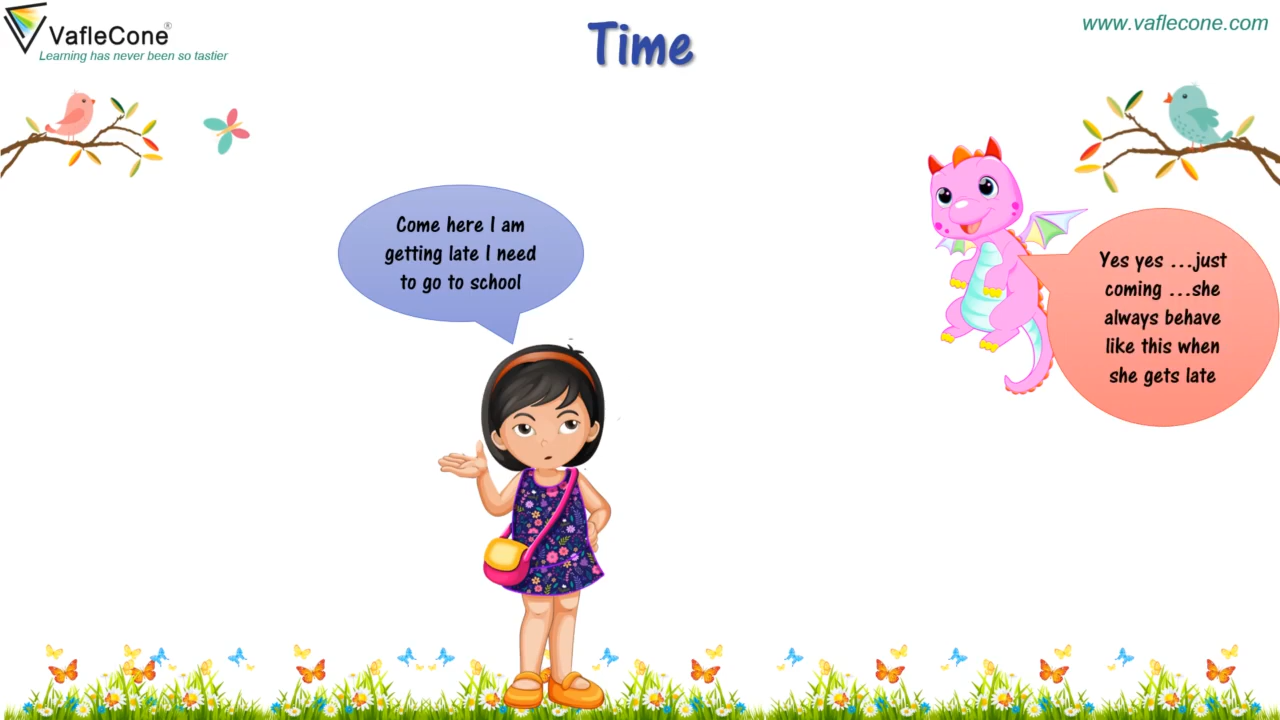 VafleCone®
Learning has never been so tastier
Time
www.vaflecone.com
Come here I am
getting late I need
to go to school
Yes yes ...just
coming ...she
always behave
like this when
she gets late